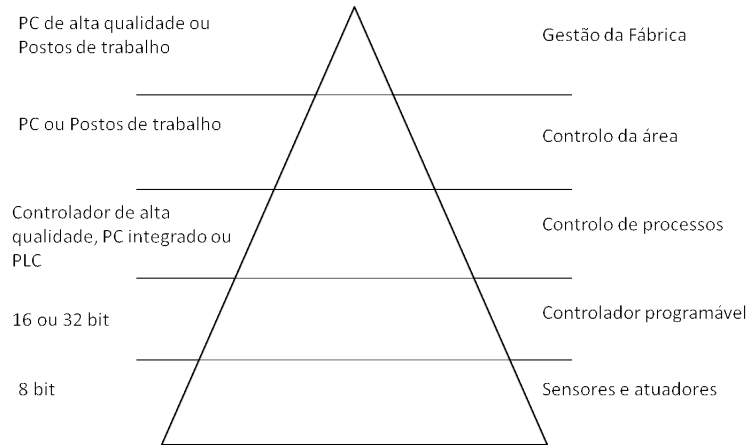 PC de alta qualidade ou
Postos de trabalho
Gestão da Fábrica
PC ou Postos de trabalho
Controlo da área
Controlador de alta
qualidade, PC integrado ou
PLC
Controlo de processos
16 ou 32 bit
Controlador programável
8 bit
Sensores e atuadores